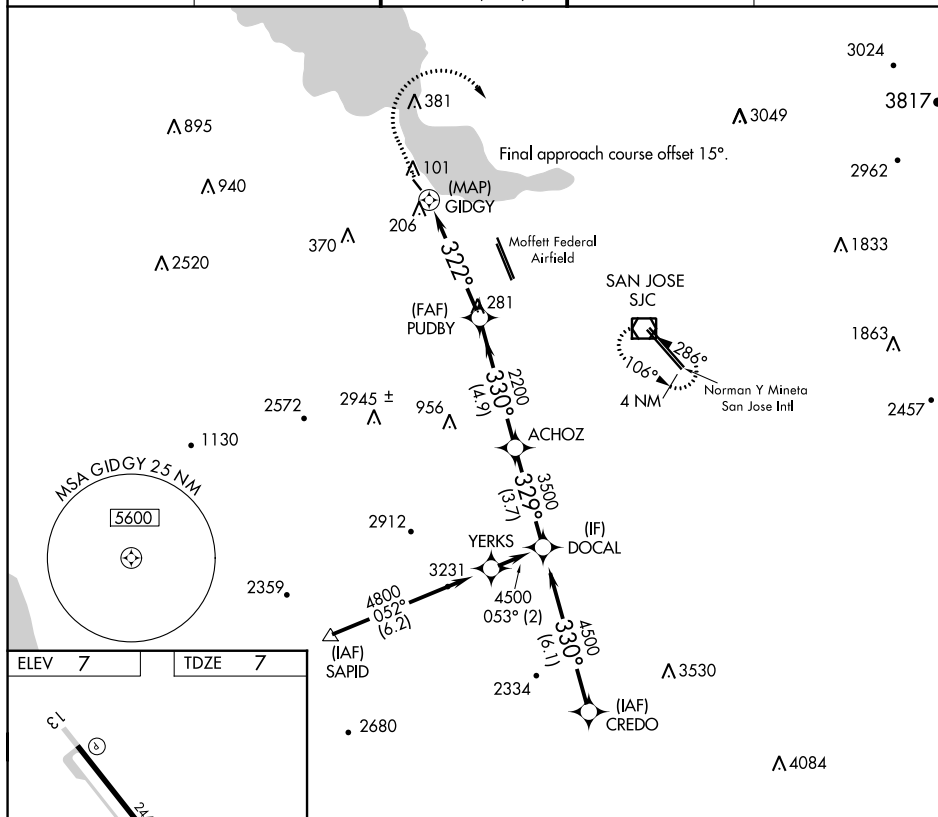 3024
3817
381
3049
895
Final approach course offset 15°.
2962
101
940
(MAP)
GIDGY
206
370
Moffett Federal
Airfield
1833
322°
2520
SAN JOSE
SJC
281
(FAF)
PUDBY
1863
286°
106°
4 NM
Norman Y Mineta
San Jose Intl
2200
330°
(4.9)
2945 ±
2572
956
2457
1130
ACHOZ
MSA GIDGY 25 NM
3500
329°
(3.7)
5600
2912
(IF)
DOCAL
YERKS
3231
2359
4500
053° (2)
4800
052°
(6.2)
4500
330°
(6.1)
(IAF)
SAPID
ELEV 7
TDZE 7
2334
3530
(IAF)
CREDO
2680
13
P
4084